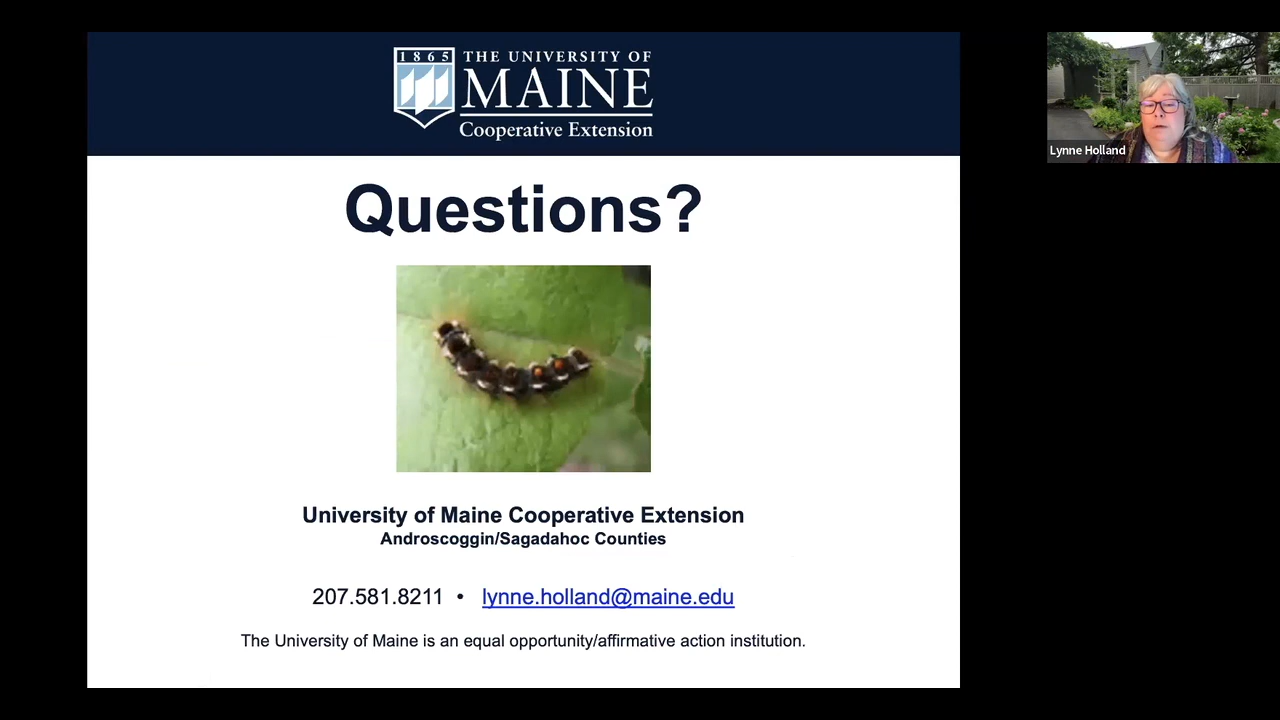 1865
THE UNIVERSITY OF
MAINE
Cooperative Extension
Lynne Holland
Questions?
University of Maine Cooperative Extension
Androscoggin/Sagadahoc Counties
207.581.8211 • lynne.holland@maine.edu
The University of Maine is an equal opportunity/affirmative action institution.